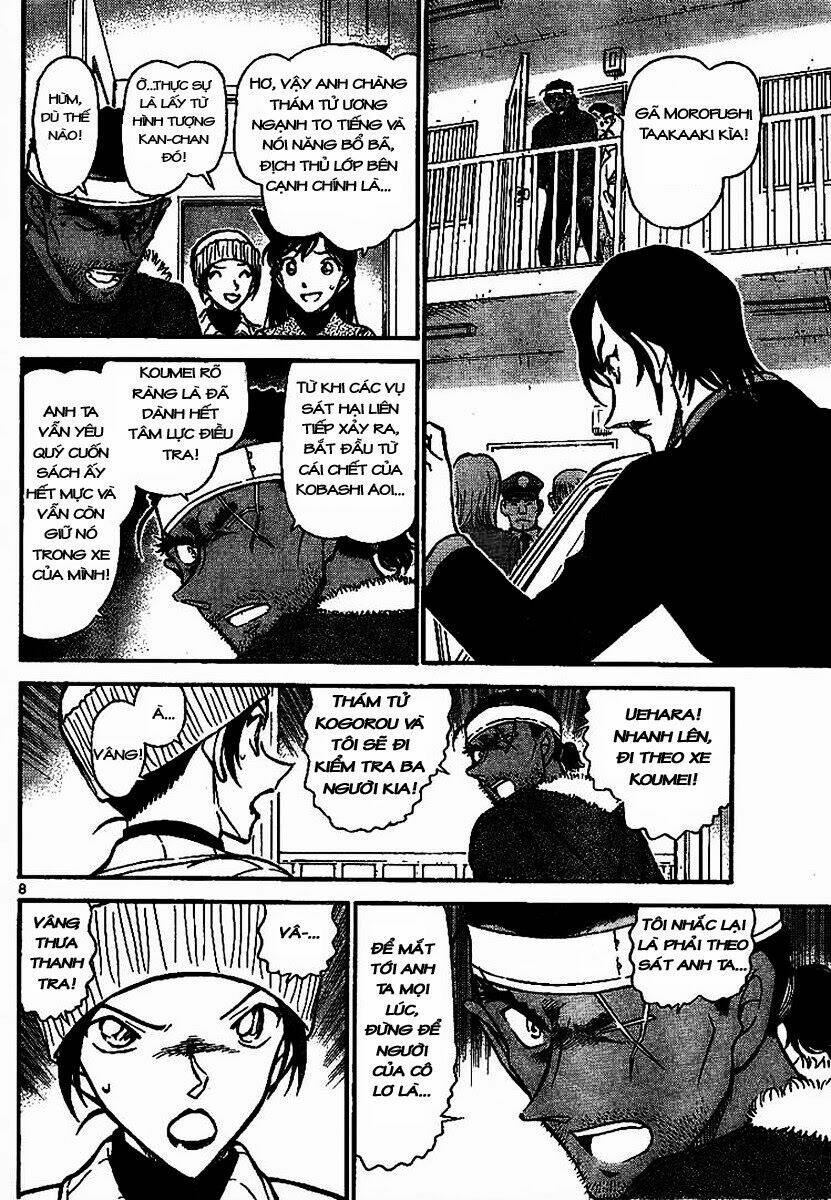 GÃ MOROFUSHI
TAAKAAKI KÌA!
HƠ, VẬY ANH CHÀNG
THÁM TỬ ƯƠNG
NGẠNH TO TIẾNG VÀ
NÓI NĂNG BỔ BÃ,
ĐỊCH THỦ LỚP BÊN
CẠNH CHÍNH LÀ...
Ờ...THỰC SỰ
LÀ LẤY TỪ
HÌNH TƯỢNG
KAN-CHAN
ĐÓ!
HỪM,
DÙ THẾ
NÀO!
TỪ KHI CÁC VỤ
SÁT HẠI LIÊN
TIẾP XẢY RA,
BẮT ĐẦU TỪ
CÁI CHẾT CỦA
KOBASHI AOI...
KOUMEI RÕ
RÀNG LÀ ĐÃ
DÀNH HẾT
TÂM LỰC ĐIỀU
TRA!
ANH TA
VẪN YÊU
QUÝ CUỐN
SÁCH ẤY
HẾT MỰC VÀ
VẪN CÒN
GIỮ NÓ
TRONG XE
CỦA MÌNH!
UEHARA!
NHANH LÊN,
ĐI THEO XE
KOUMEI!
THÁM TỬ
KOGOROU VÀ
TÔI SẼ ĐI
KIỂM TRA BA
NGƯỜI KIA!
À...
VÂNG!
8
TÔI NHẮC LẠI
LÀ PHẢI THEO
SÁT ANH TA...
ĐỂ MẮT
TỚI ANH
TA MỌI
LÚC,
ĐỪNG ĐỂ
NGƯỜI
CỦA CÔ
LƠ LÀ...
VÂ-...
VÂNG,
THƯA
THANH
TRA!